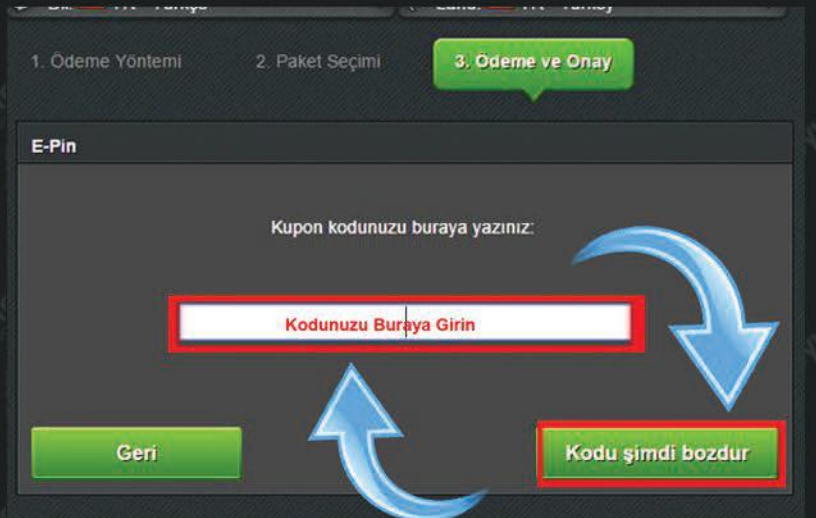 1. Ödeme Yöntemi
2. Paket Seçimi
3. Ödeme ve Onay
E-Pin
Kupon kodunuzu buraya yazınız:
Kodunuzu Buraya Girin
Geri
Kodu şimdi bozdur